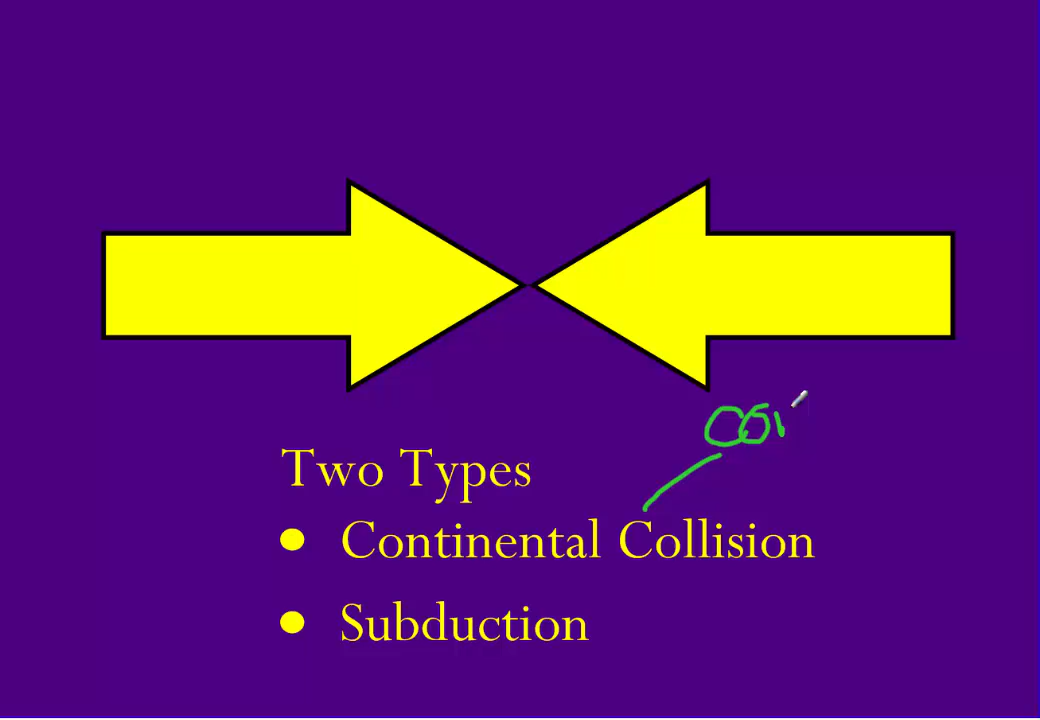 Two Types
• Continental Collision
• Subduction